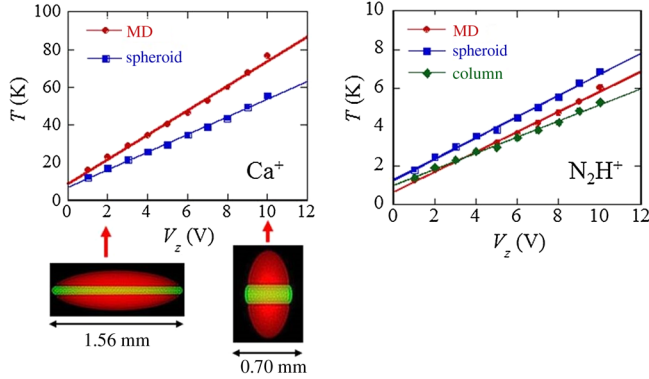 MD
spheroid
T (K)
100
80
60
40
20
0
Ca⁺
0 2 4 6 8 10 12
V_z (V)
1.56 mm
0.70 mm
MD
spheroid
column
T (K)
10
8
6
4
2
0
N₂H⁺
0 2 4 6 8 10 12
V_z (V)